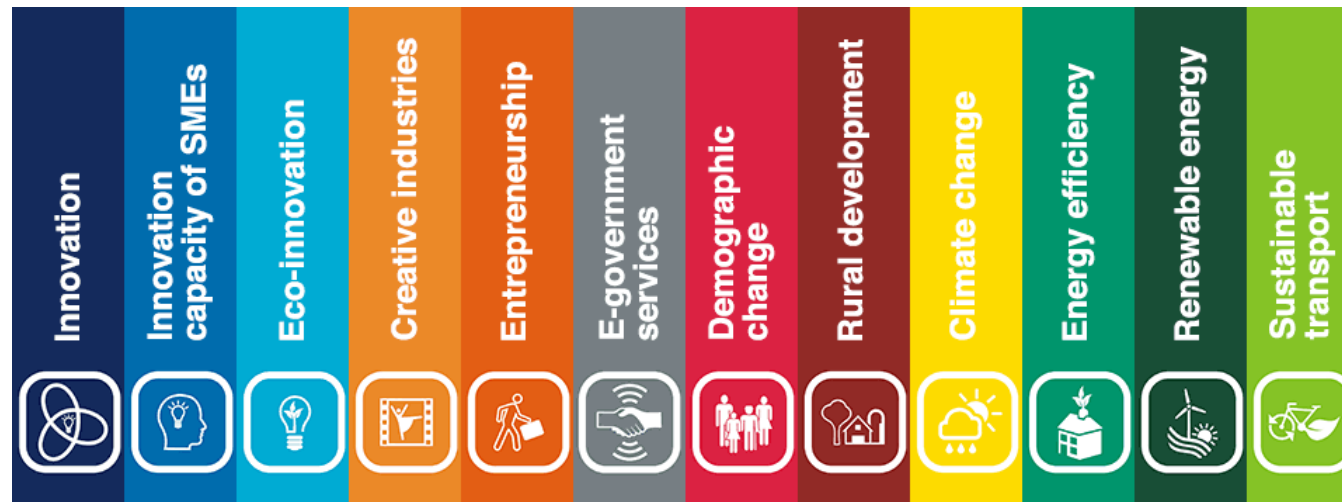 Innovation
Innovation
capacity of SMEs
Eco-innovation
Creative industries
Entrepreneurship
E-government
services
Demographic
change
Rural development
Climate change
Energy efficiency
Renewable energy
Sustainable
transport